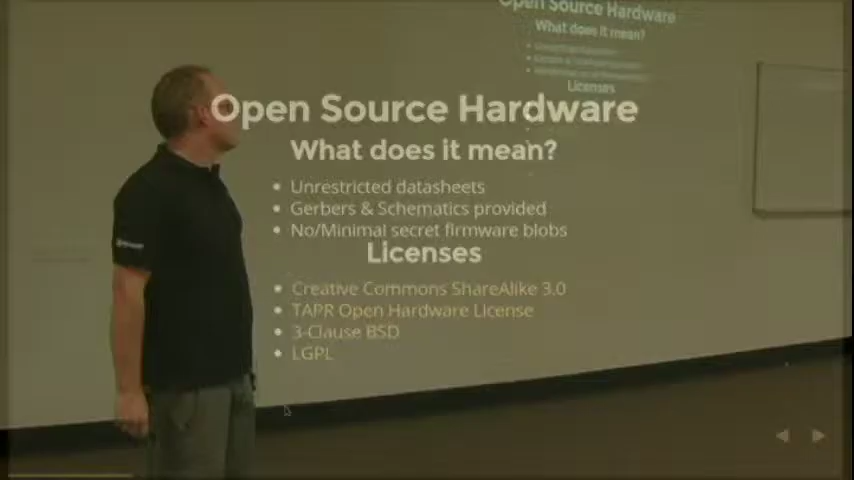 Open Source Hardware
What does it mean?
Licenses
Open Source Hardware
What does it mean?
• Unrestricted datasheets
• Gerbers & Schematics provided
• No/Minimal secret firmware blobs
Licenses
• Creative Commons ShareAlike 3.0
• TAPR Open Hardware License
• 3-Clause BSD
• LGPL